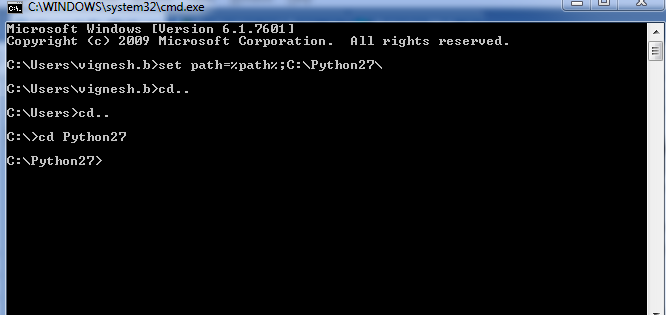 C:\WINDOWS\system32\cmd.exe
Microsoft Windows [Version 6.1.7601]
Copyright (c) 2009 Microsoft Corporation.  All rights reserved.
C:\Users\vignesh.b>set path=%path%;C:\Python27\
C:\Users\vignesh.b>cd..
C:\Users>cd..
C:\>cd Python27
C:\Python27>